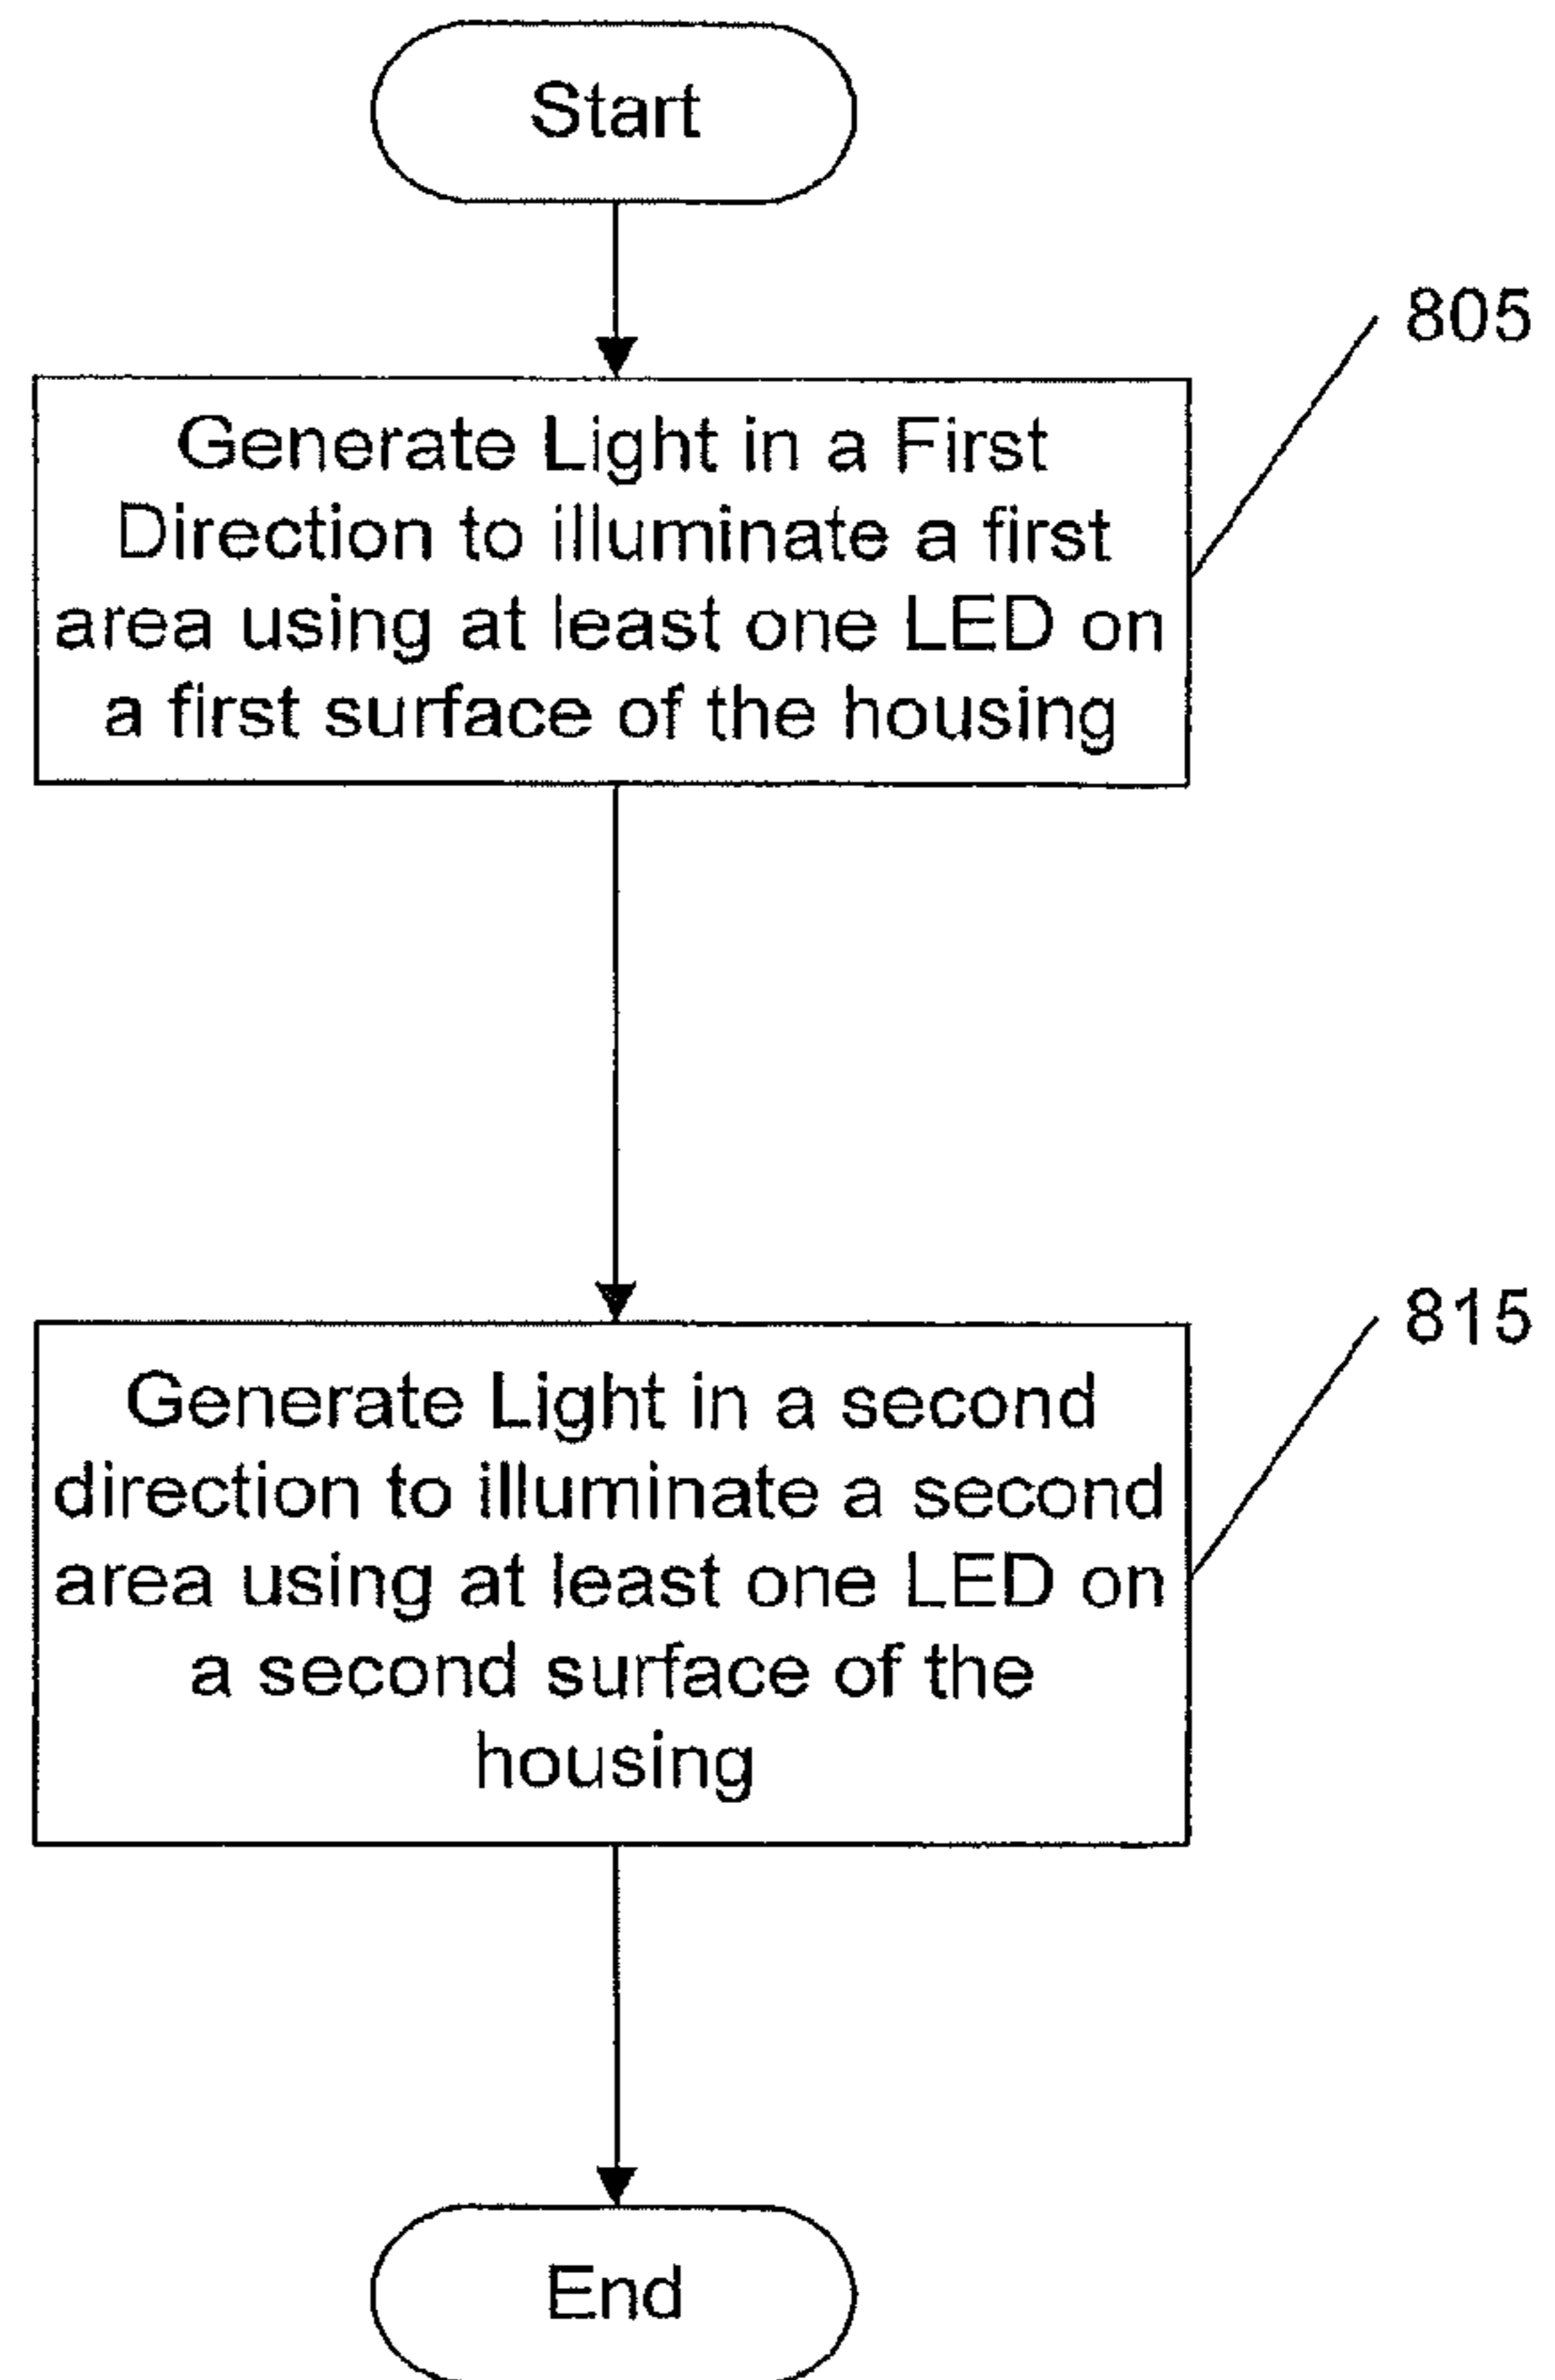 Start
805
Generate Light in a First
Direction to illuminate a first
area using at least one LED on
a first surface of the housing
815
Generate Light in a second
direction to illuminate a second
area using at least one LED on
a second surface of the
housing
End